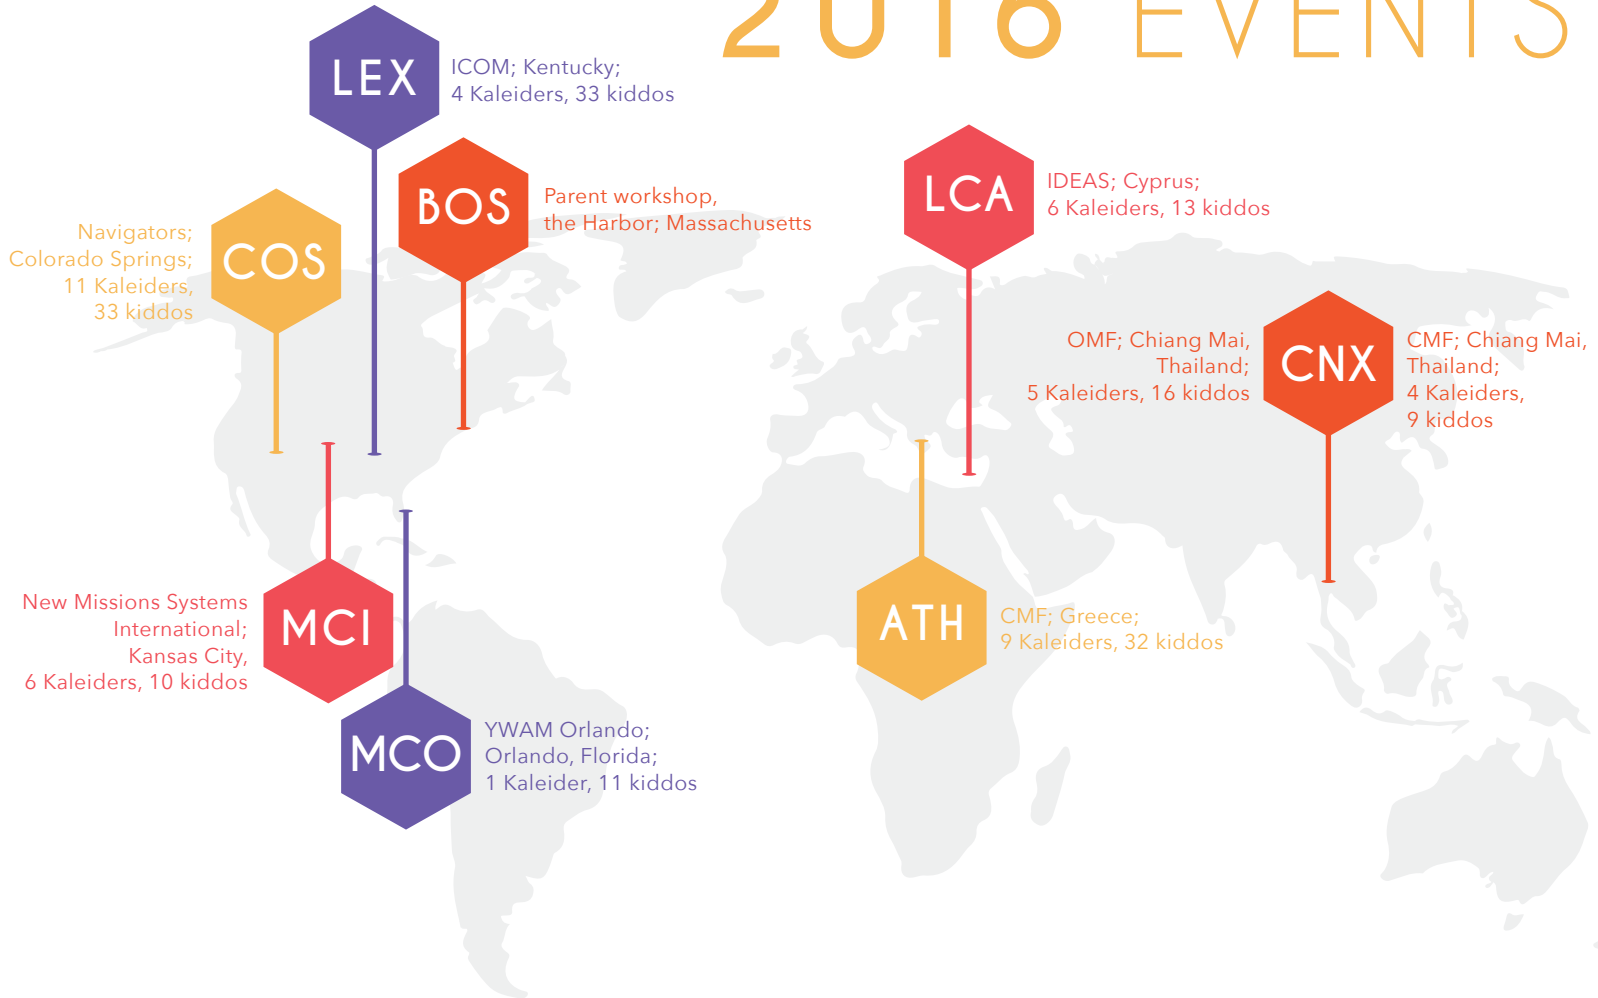 2016 EVENTS
LEX
ICOM; Kentucky;
4 Kaleiders, 33 kiddos
BOS
Parent workshop,
the Harbor; Massachusetts
COS
Navigators;
Colorado Springs;
11 Kaleiders,
33 kiddos
LCA
IDEAS; Cyprus;
6 Kaleiders, 13 kiddos
OMF; Chiang Mai,
Thailand;
5 Kaleiders, 16 kiddos
CNX
CMF; Chiang Mai,
Thailand;
4 Kaleiders,
9 kiddos
New Missions Systems
International;
Kansas City,
6 Kaleiders, 10 kiddos
MCI
ATH
CMF; Greece;
9 Kaleiders, 32 kiddos
MCO
YWAM Orlando;
Orlando, Florida;
1 Kaleider, 11 kiddos